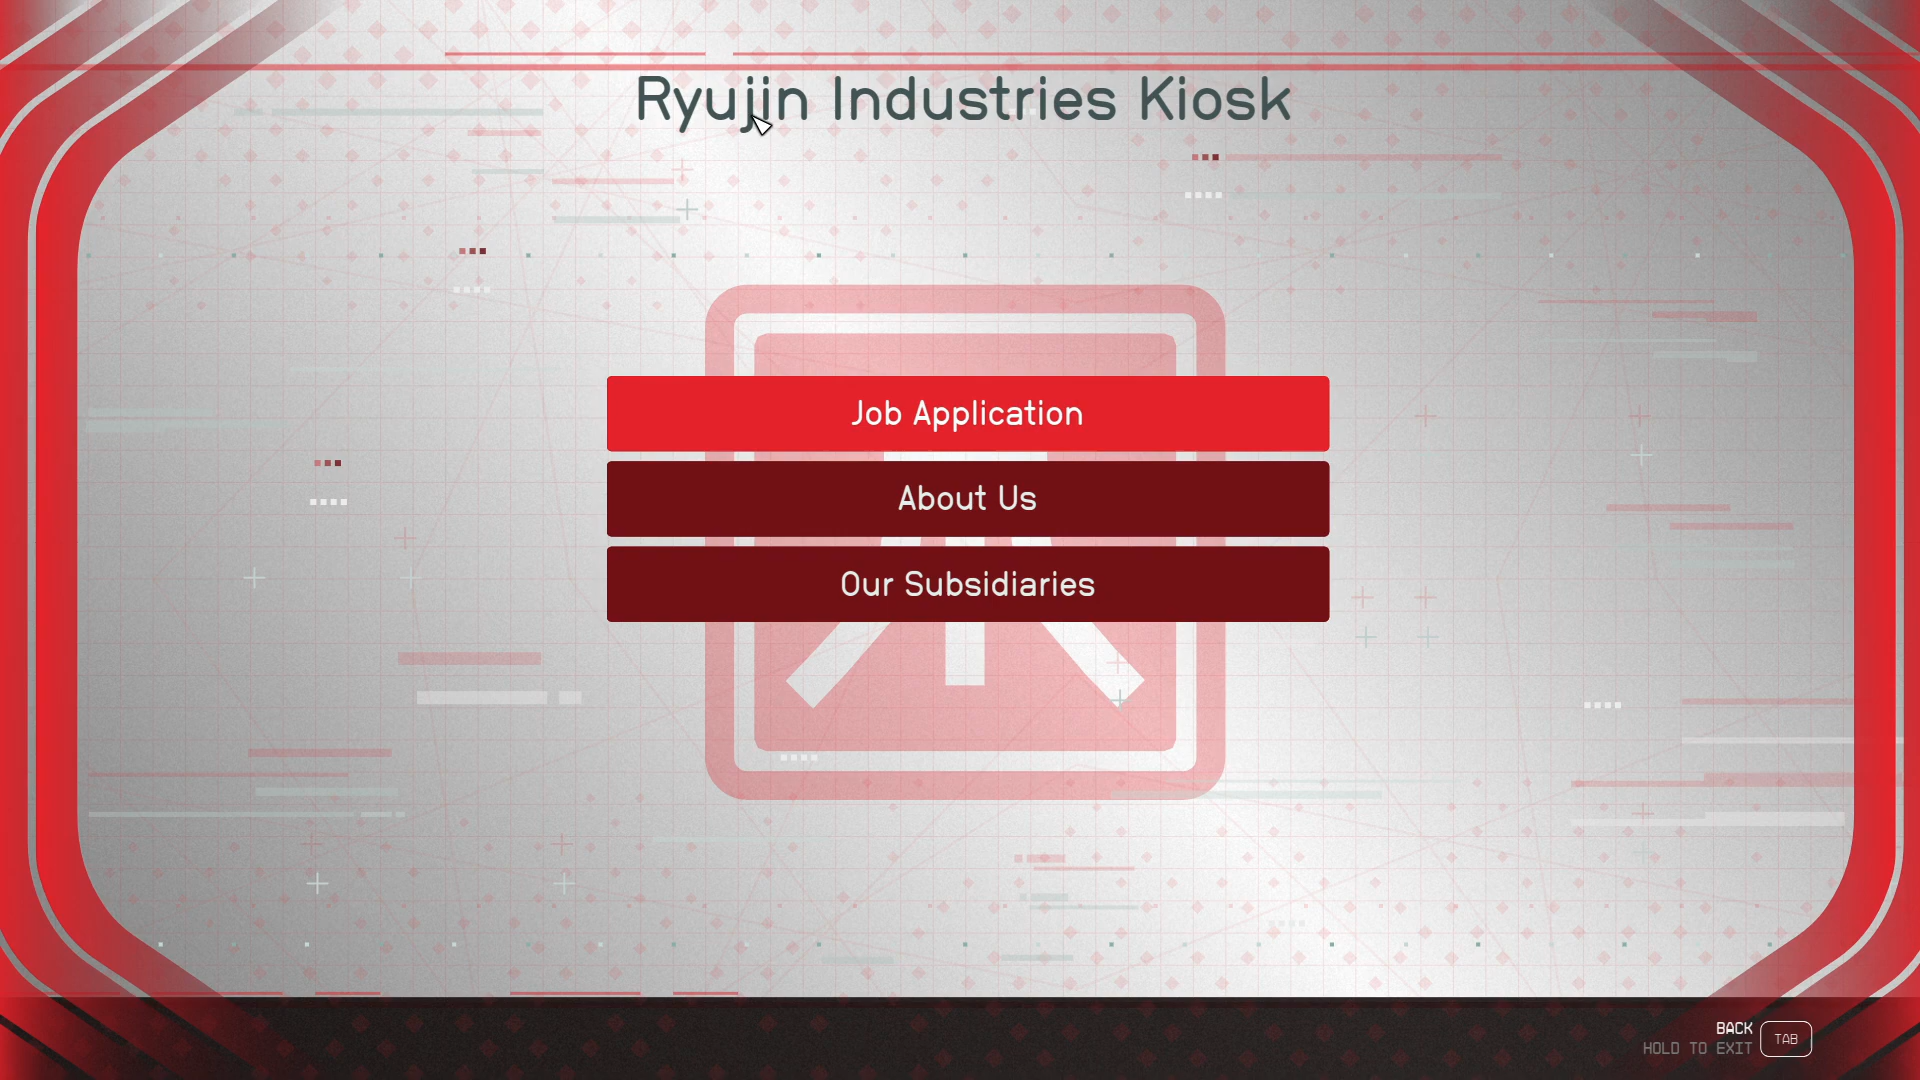 Ryujin Industries Kiosk
Job Application
About Us
Our Subsidiaries
BACK
HOLD TO EXIT
TAB